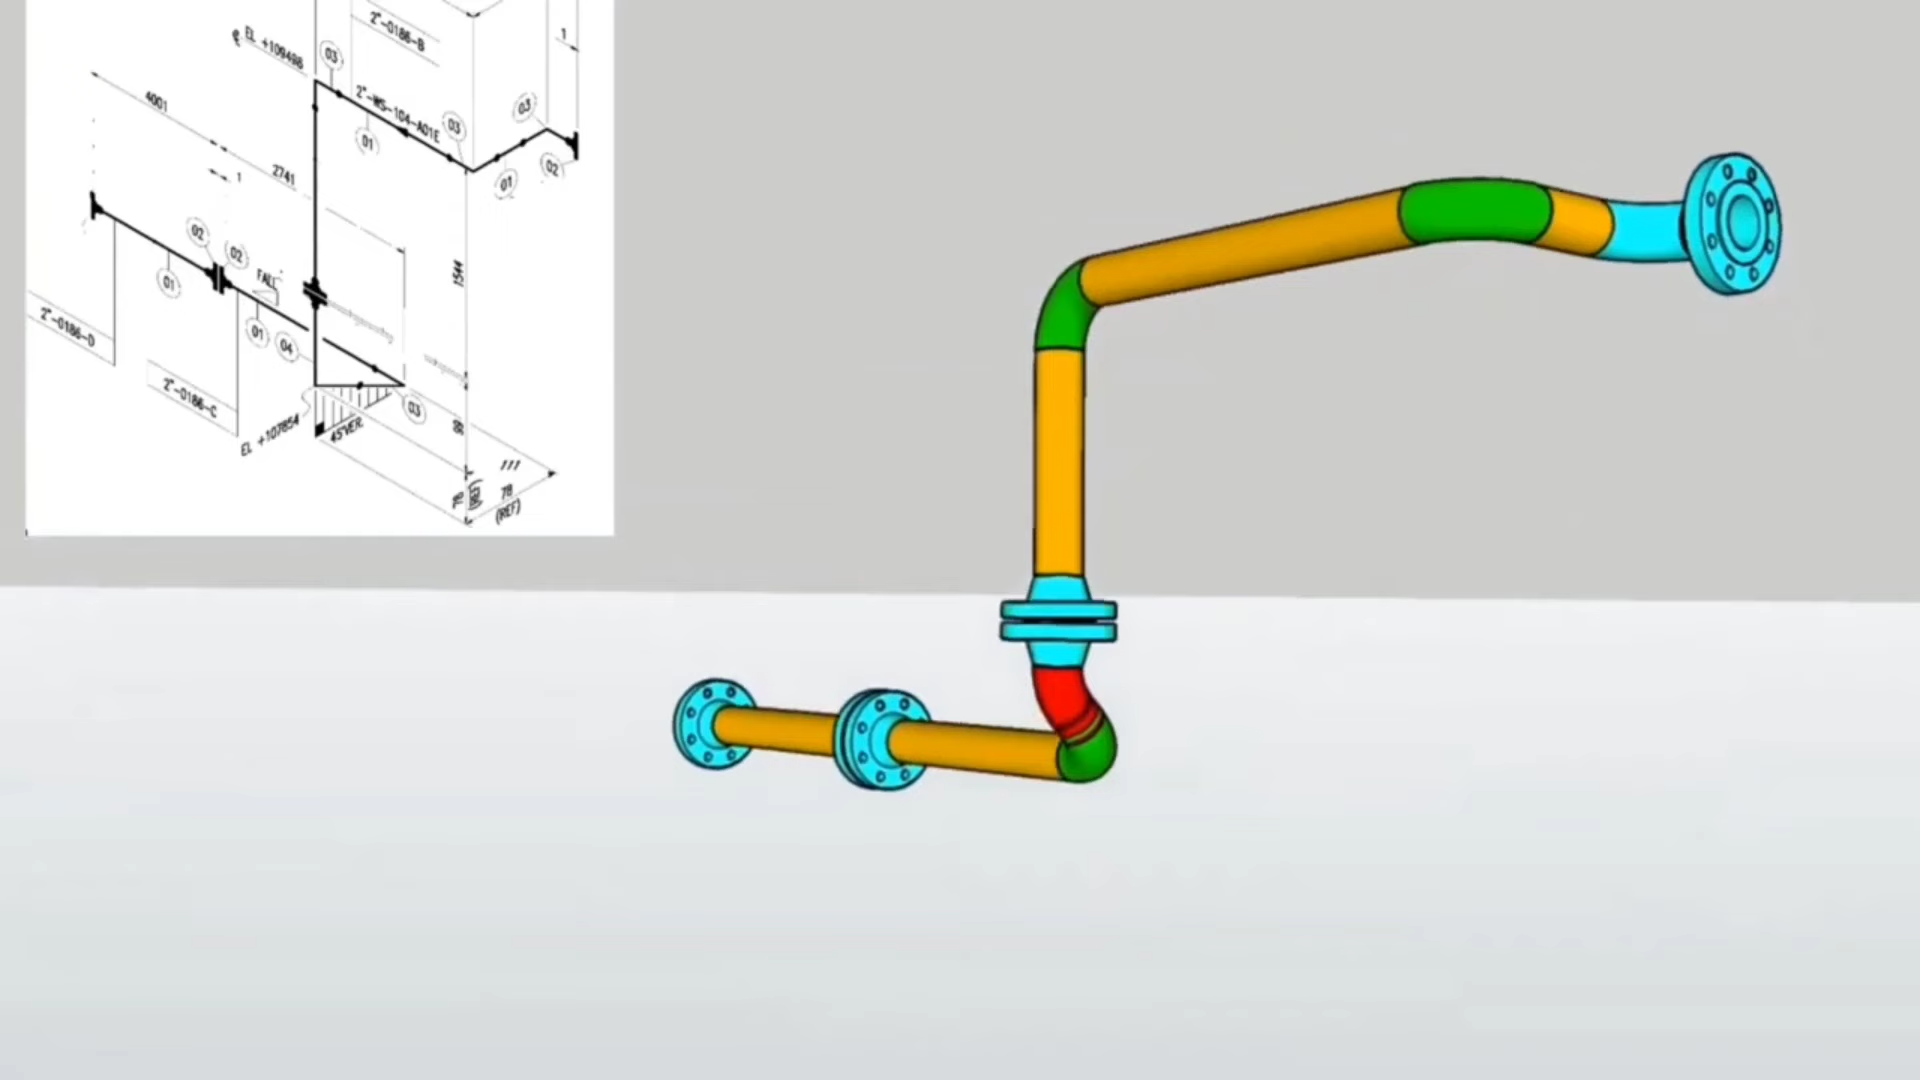 2"-0186-B
1
EL +109498
03
4001
2"-WS-104-A01E
03
03
01
2741
1
01
02
02
02
FALL
1544
01
01
04
2"-0186-D
2"-0186-C
03
EL +107854
45°VER.
78
(REF)